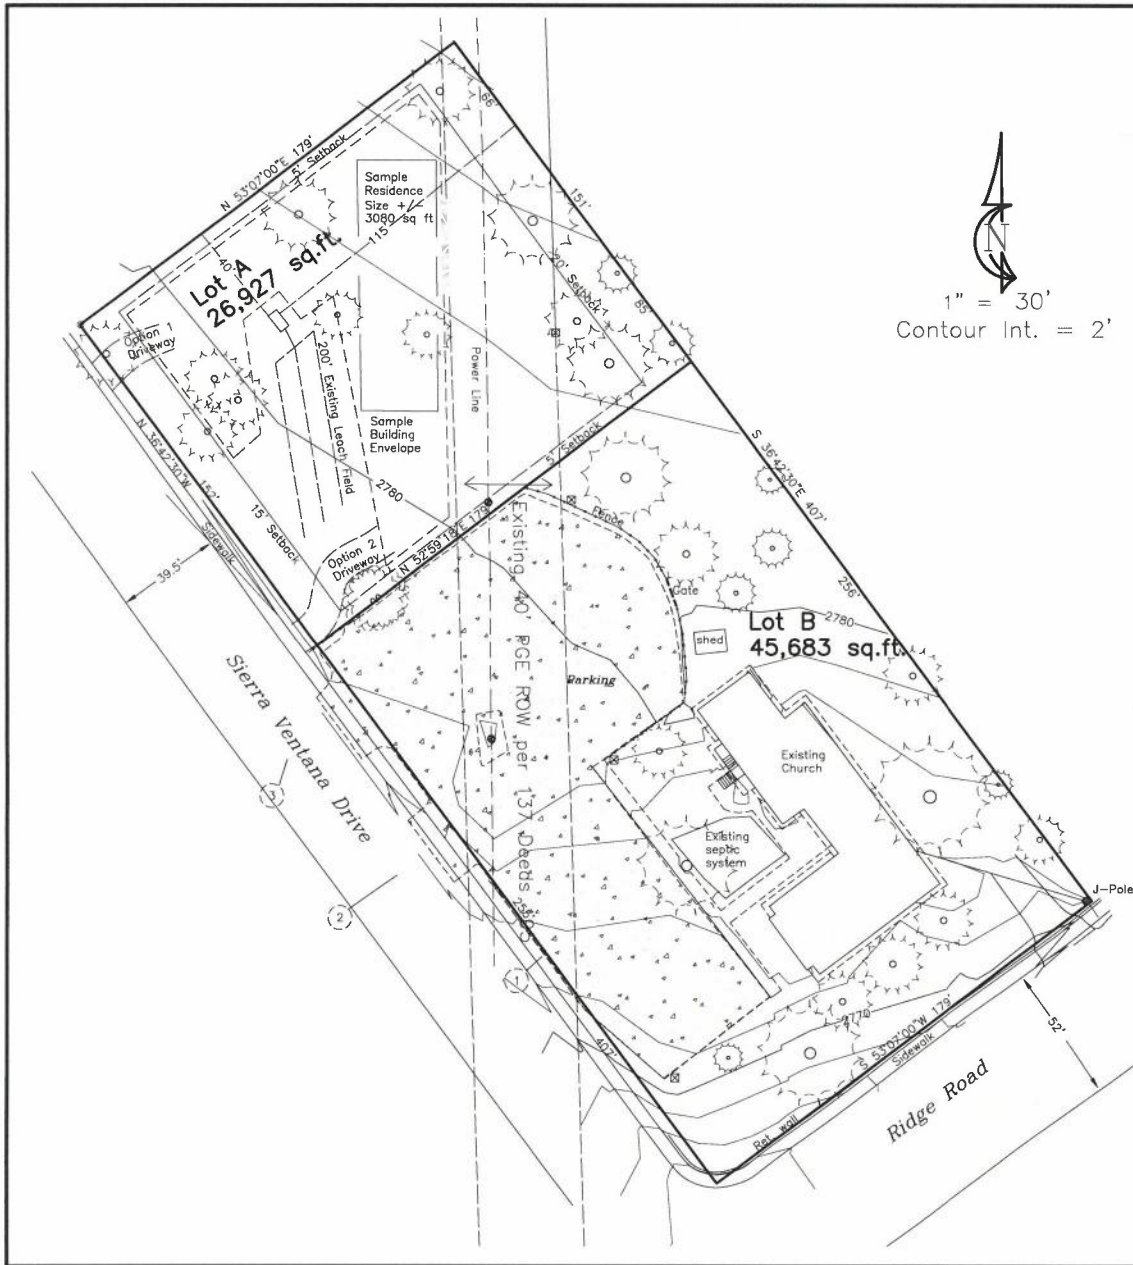 N 53°07'00"E 179'
5' Setback
66'
Sample
Residence
Size +/-
3080 sq ft
115'
40'
Lot A
26,927 sq.ft.
151'
20' Setback
85'
N
1" = 30'
Contour Int. = 2'
Option 1
Driveway
70
200' Existing Leach Field
Power Line
Sample
Building
Envelope
N 36°42'30"W
152'
Sidewalk
15' Setback
2780
5' Setback
S 36°42'30"E 407'
39.5'
Option 2
Driveway
N 52°59'18"E 179'
Fence
Gate
256'
Existing 40' PGE ROW per 137 Deeds
shed
Lot B
45,683 sq.ft.
2780
Parking
Sierra Ventana Drive
3
Existing
Church
Existing
septic
system
2
1
J-Pole
407'
2770
S 53°07'00"W 179'
Sidewalk
52'
Ret. wall
Ridge Road